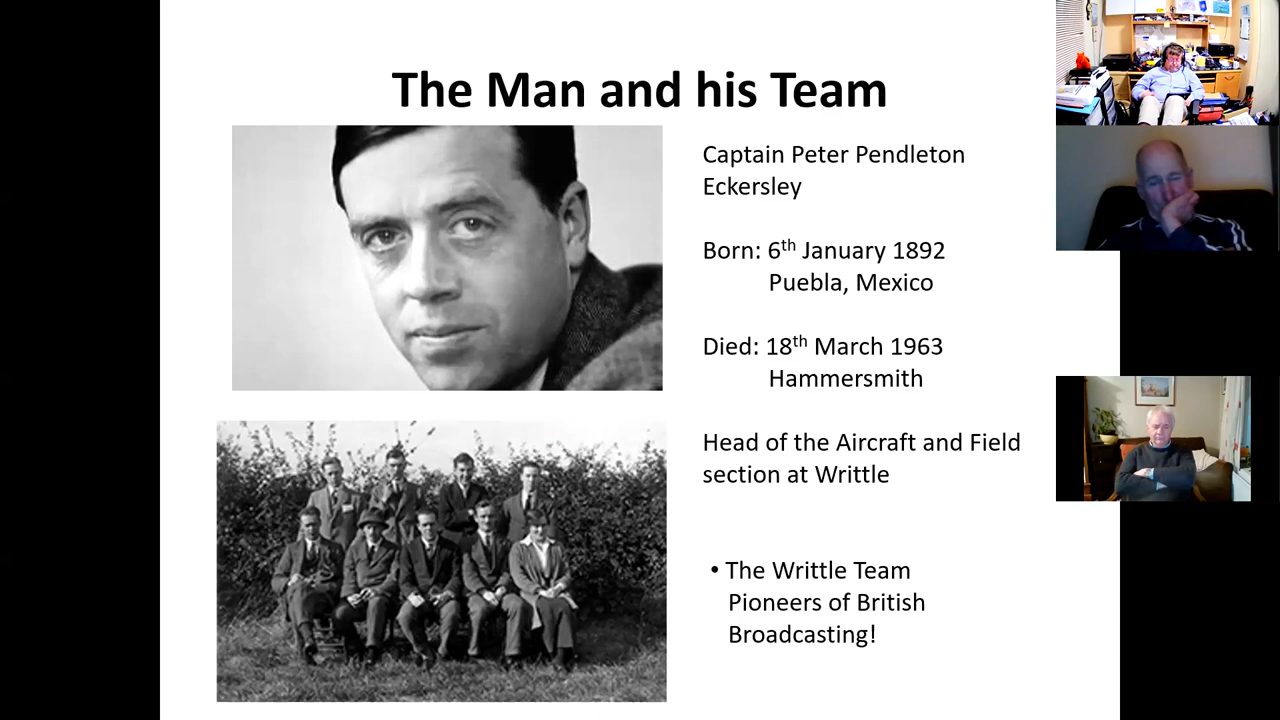 The Man and his Team
Captain Peter Pendleton
Eckersley
Born: 6th January 1892
Puebla, Mexico
Died: 18th March 1963
Hammersmith
Head of the Aircraft and Field
section at Writtle
• The Writtle Team
Pioneers of British
Broadcasting!